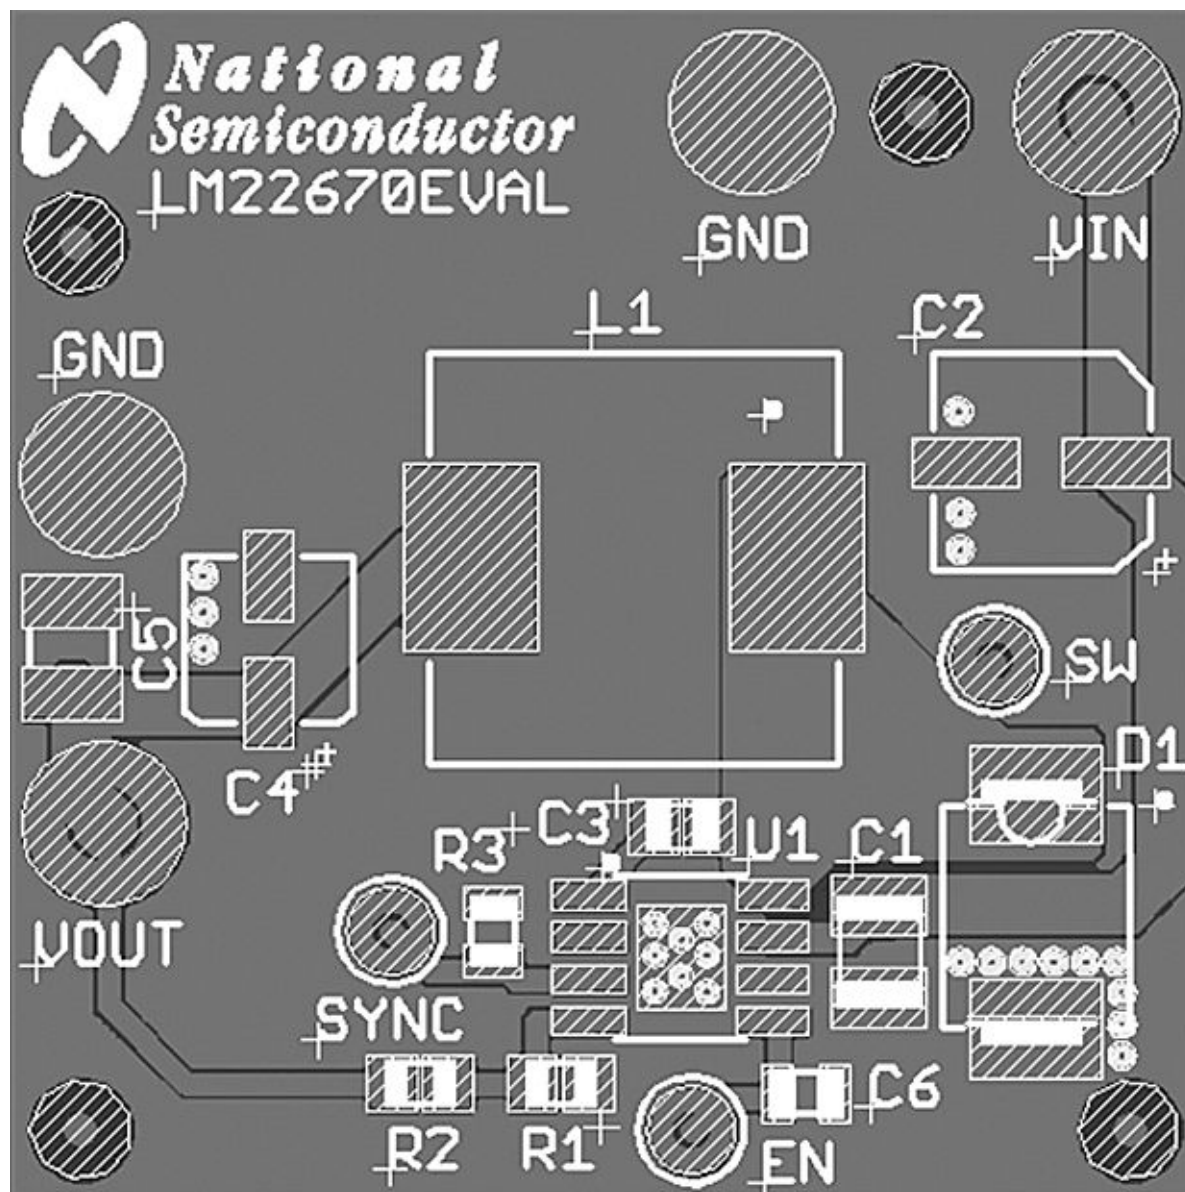 National
Semiconductor
LM22670EVAL
GND
VIN
L1
C2
GND
C5
SW
C4
D1
C3
R3
U1
C1
VOUT
SYNC
C6
R2
R1
EN